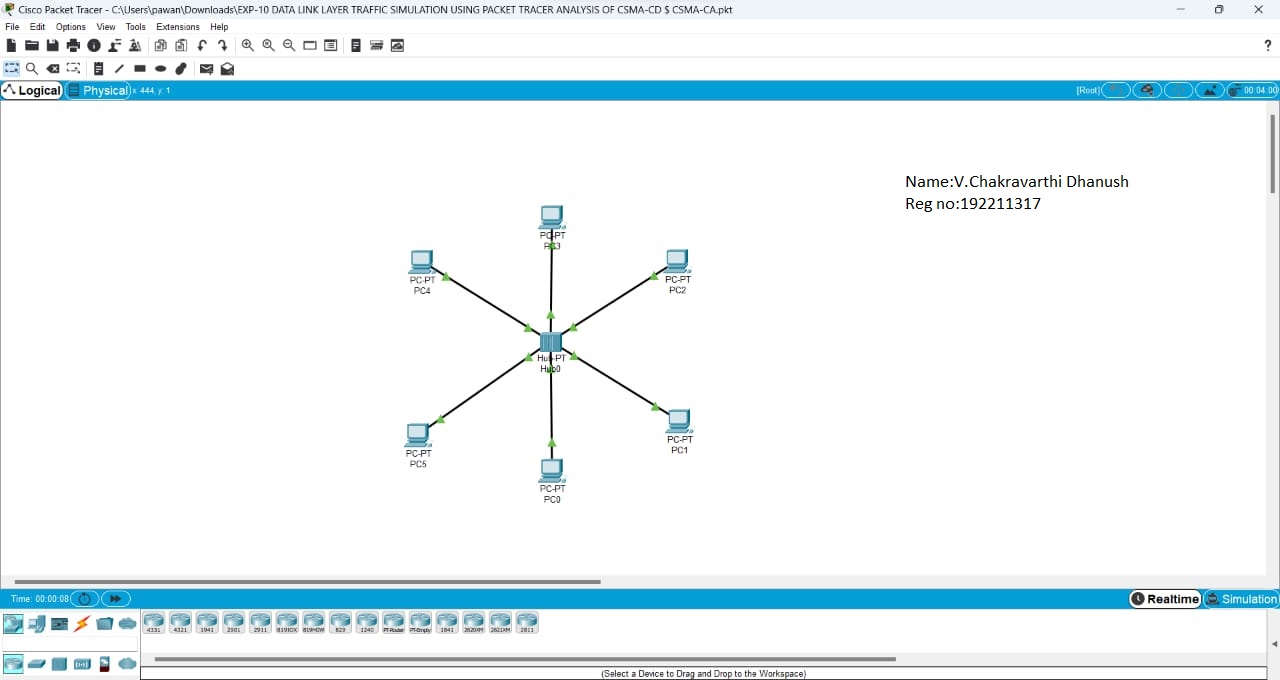 Cisco Packet Tracer - C:\Users\pawan\Downloads\EXP-10 DATA LINK LAYER TRAFFIC SIMULATION USING PACKET TRACER ANALYSIS OF CSMA-CD $ CSMA-CA.pkt
File Edit Options View Tools Extensions Help
Logical Physical x: 444, y: 1 [Root] 00:04:00
Name:V.Chakravarthi Dhanush
Reg no:192211317
PC-PT
PC3
PC-PT
PC4
PC-PT
PC2
Hub-PT
Hub0
PC-PT
PC1
PC-PT
PC5
PC-PT
PC0
Time: 00:00:08 Realtime Simulation
4331 4321 1941 2901 2911 819IOX 819HGW 829 1240 PT-Router PT-Empty 1841 2620XM 2621XM 2811
(Select a Device to Drag and Drop to the Workspace)